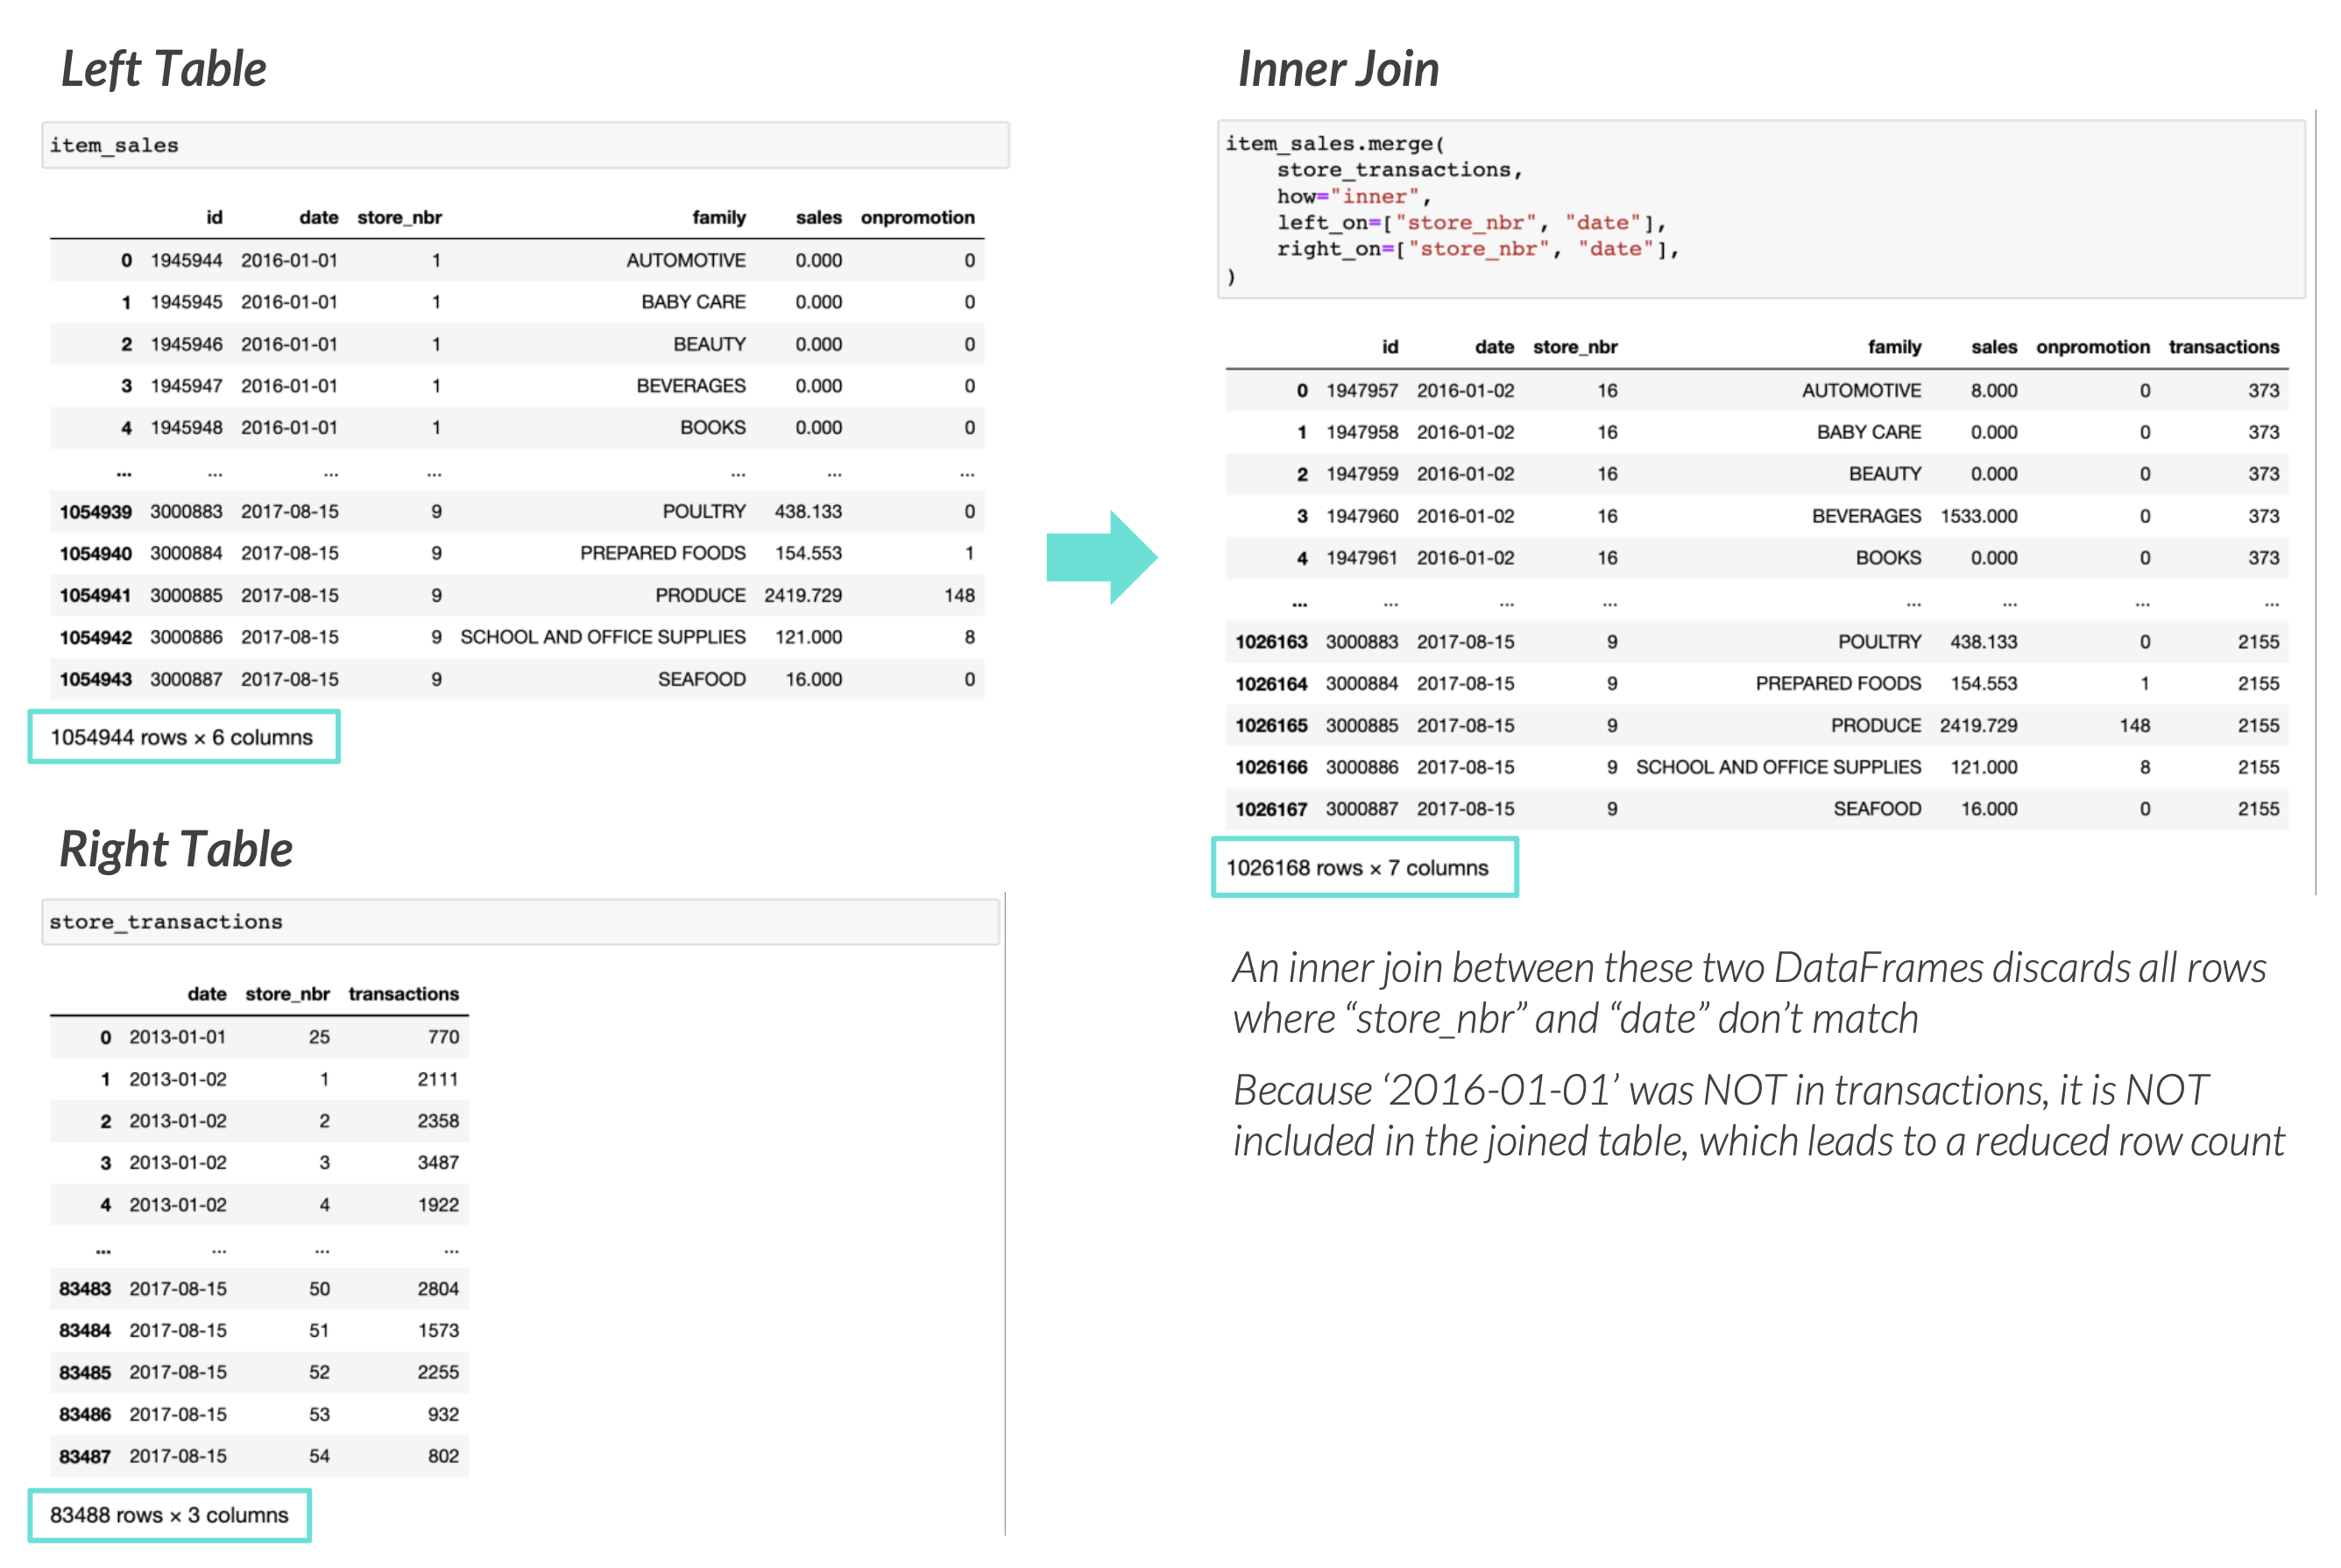 Left Table
item_sales
id date store_nbr family sales onpromotion
0 1945944 2016-01-01 1 AUTOMOTIVE 0.000 0
1 1945945 2016-01-01 1 BABY CARE 0.000 0
2 1945946 2016-01-01 1 BEAUTY 0.000 0
3 1945947 2016-01-01 1 BEVERAGES 0.000 0
4 1945948 2016-01-01 1 BOOKS 0.000 0
... ... ... ... ... ... ...
1054939 3000883 2017-08-15 9 POULTRY 438.133 0
1054940 3000884 2017-08-15 9 PREPARED FOODS 154.553 1
1054941 3000885 2017-08-15 9 PRODUCE 2419.729 148
1054942 3000886 2017-08-15 9 SCHOOL AND OFFICE SUPPLIES 121.000 8
1054943 3000887 2017-08-15 9 SEAFOOD 16.000 0
1054944 rows × 6 columns
Right Table
store_transactions
date store_nbr transactions
0 2013-01-01 25 770
1 2013-01-02 1 2111
2 2013-01-02 2 2358
3 2013-01-02 3 3487
4 2013-01-02 4 1922
... ... ... ...
83483 2017-08-15 50 2804
83484 2017-08-15 51 1573
83485 2017-08-15 52 2255
83486 2017-08-15 53 932
83487 2017-08-15 54 802
83488 rows × 3 columns
Inner Join
item_sales.merge(
    store_transactions,
    how="inner",
    left_on=["store_nbr", "date"],
    right_on=["store_nbr", "date"],
)
id date store_nbr family sales onpromotion transactions
0 1947957 2016-01-02 16 AUTOMOTIVE 8.000 0 373
1 1947958 2016-01-02 16 BABY CARE 0.000 0 373
2 1947959 2016-01-02 16 BEAUTY 0.000 0 373
3 1947960 2016-01-02 16 BEVERAGES 1533.000 0 373
4 1947961 2016-01-02 16 BOOKS 0.000 0 373
... ... ... ... ... ... ... ...
1026163 3000883 2017-08-15 9 POULTRY 438.133 0 2155
1026164 3000884 2017-08-15 9 PREPARED FOODS 154.553 1 2155
1026165 3000885 2017-08-15 9 PRODUCE 2419.729 148 2155
1026166 3000886 2017-08-15 9 SCHOOL AND OFFICE SUPPLIES 121.000 8 2155
1026167 3000887 2017-08-15 9 SEAFOOD 16.000 0 2155
1026168 rows × 7 columns
An inner join between these two DataFrames discards all rows
where “store_nbr” and “date” don’t match
Because ‘2016-01-01’ was NOT in transactions, it is NOT
included in the joined table, which leads to a reduced row count